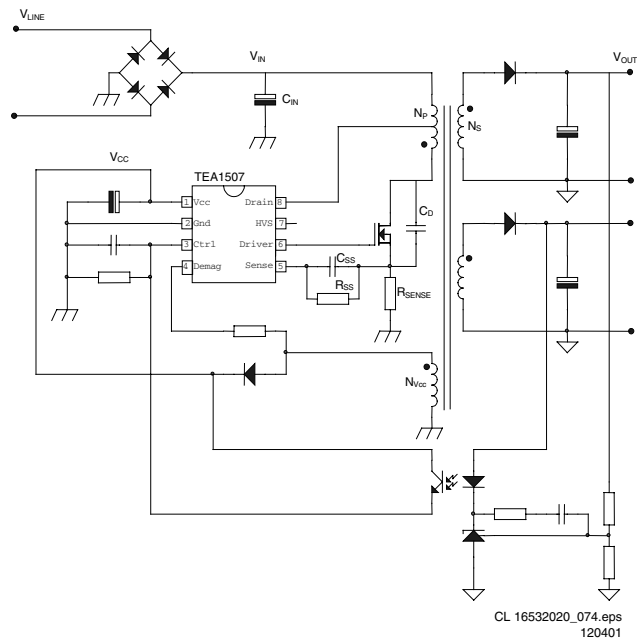 VLINE
VIN
VOUT
CIN
NP
NS
VCC
TEA1507
1 Vcc Drain 8
2 Gnd HVS 7
3 Ctrl Driver 6
4 Demag Sense 5
CD
CSS
RSS
RSENSE
NVcc
CL 16532020_074.eps
120401